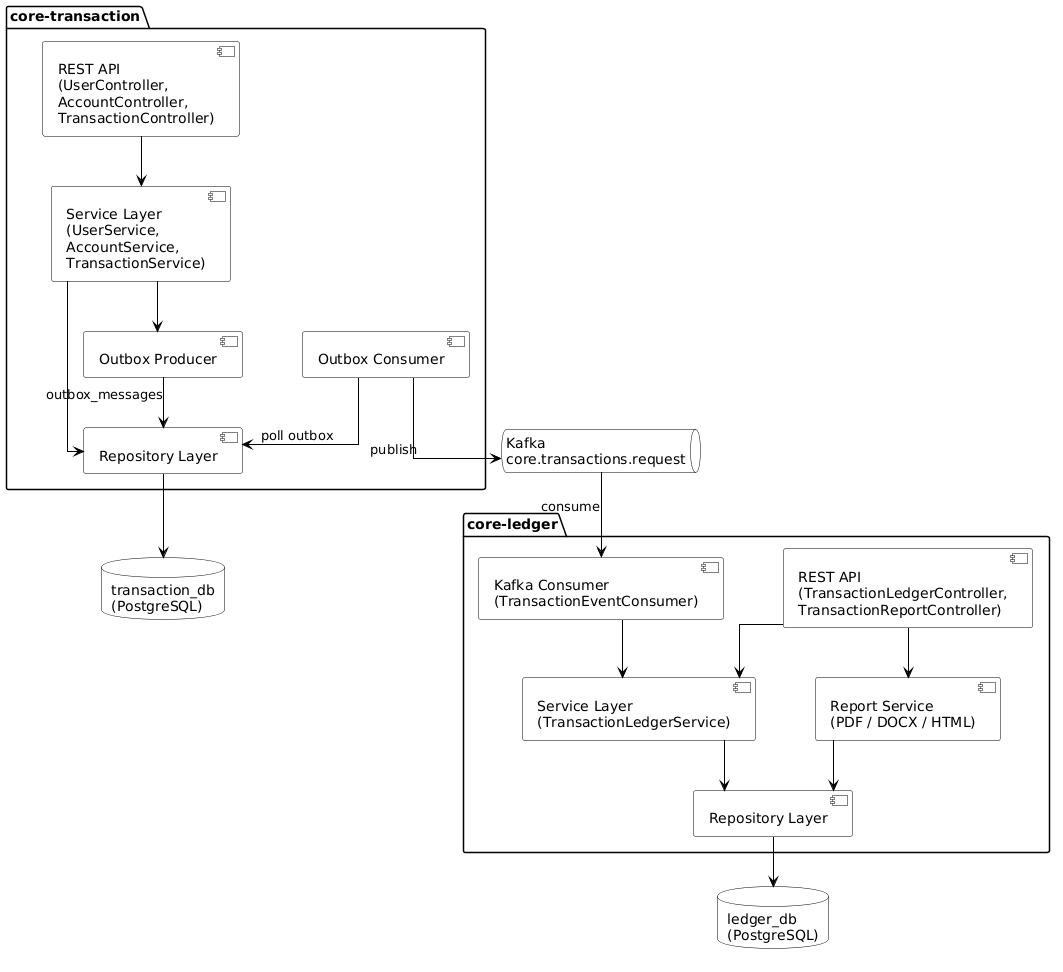 core-transaction
REST API
(UserController,
AccountController,
TransactionController)
Service Layer
(UserService,
AccountService,
TransactionService)
Outbox Producer
Outbox Consumer
outbox_messages
poll outbox
publish
Repository Layer
Kafka
core.transactions.request
consume
core-ledger
transaction_db
(PostgreSQL)
Kafka Consumer
(TransactionEventConsumer)
REST API
(TransactionLedgerController,
TransactionReportController)
Service Layer
(TransactionLedgerService)
Report Service
(PDF / DOCX / HTML)
Repository Layer
ledger_db
(PostgreSQL)